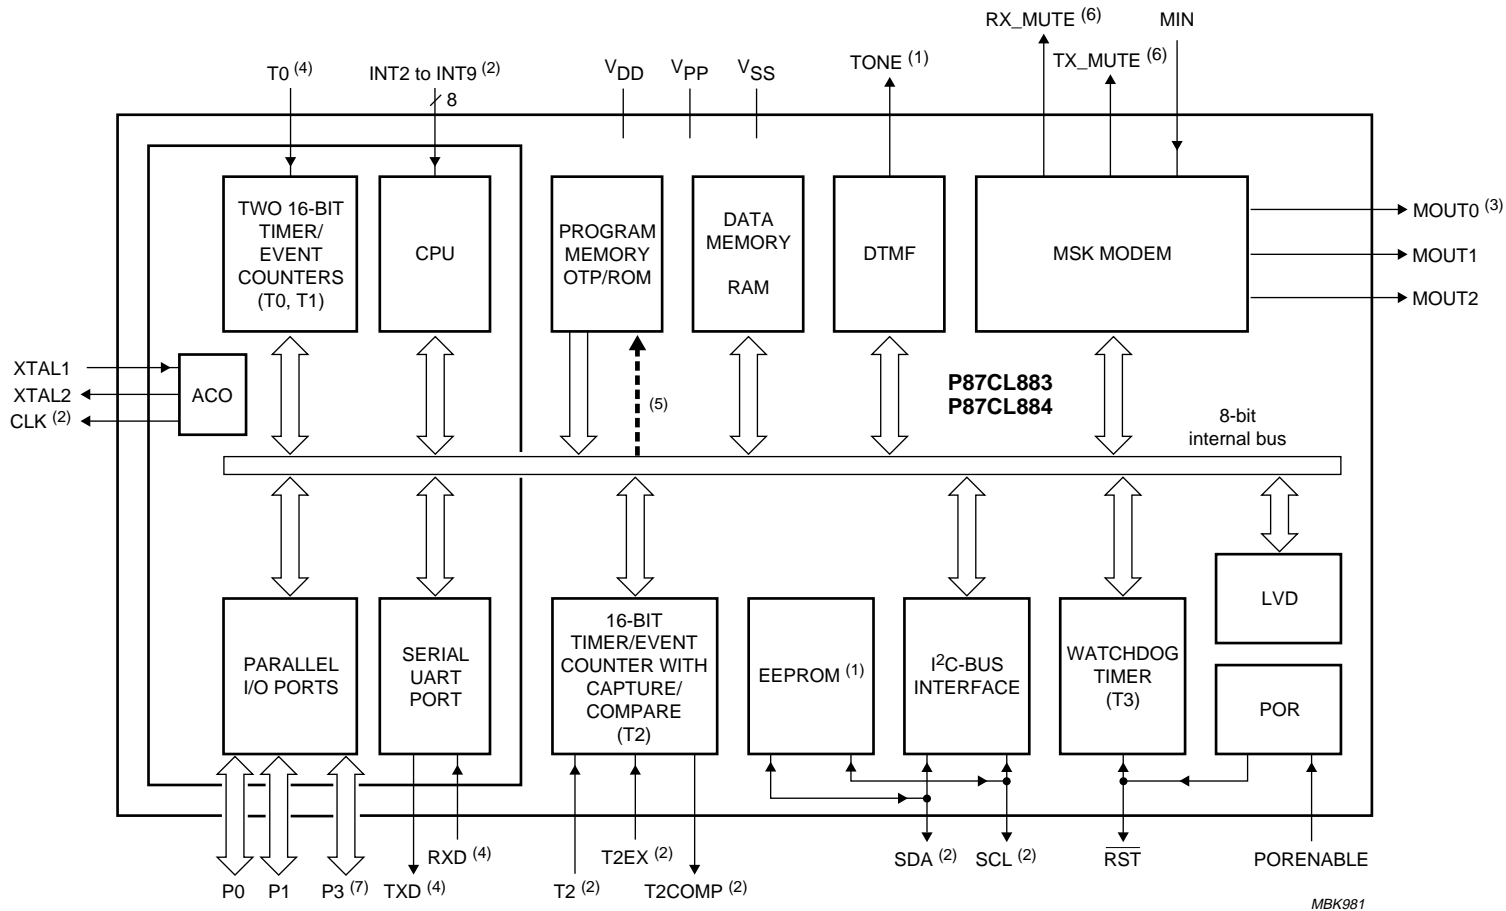 RX_MUTE (6)
MIN
TX_MUTE (6)
T0 (4)
INT2 to INT9 (2)
8
VDD
VPP
VSS
TONE (1)
TWO 16-BIT
TIMER/
EVENT
COUNTERS
(T0, T1)
CPU
PROGRAM
MEMORY
OTP/ROM
DATA
MEMORY
RAM
DTMF
MSK MODEM
MOUT0 (3)
MOUT1
MOUT2
XTAL1
XTAL2
CLK (2)
ACO
(5)
P87CL883
P87CL884
8-bit
internal bus
PARALLEL
I/O PORTS
SERIAL
UART
PORT
16-BIT
TIMER/EVENT
COUNTER WITH
CAPTURE/
COMPARE
(T2)
EEPROM (1)
I2C-BUS
INTERFACE
WATCHDOG
TIMER
(T3)
LVD
POR
P0
P1
P3 (7)
TXD (4)
RXD (4)
T2 (2)
T2EX (2)
T2COMP (2)
SDA (2)
SCL (2)
RST
PORENABLE
MBK981